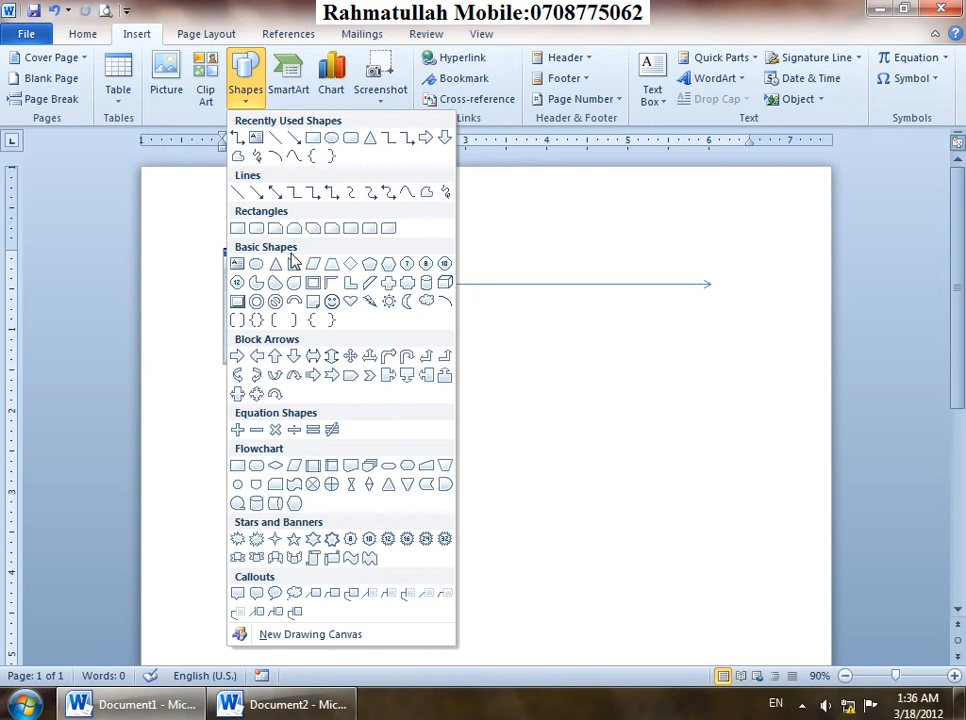 Rahmatullah Mobile:0708775062
File Home Insert Page Layout References Mailings Review View
Cover Page
Blank Page
Page Break
Pages
Table
Tables
Picture
Clip Art
Shapes
SmartArt
Chart
Screenshot
Hyperlink
Bookmark
Cross-reference
Links
Header
Footer
Page Number
Header & Footer
Text Box
Quick Parts
WordArt
Drop Cap
Signature Line
Date & Time
Object
Text
Equation
Symbol
Symbols
Recently Used Shapes
Lines
Rectangles
Basic Shapes
Block Arrows
Equation Shapes
Flowchart
Stars and Banners
Callouts
New Drawing Canvas
Page: 1 of 1 Words: 0 English (U.S.) 90%
Document1 - Mic... Document2 - Mic... EN 1:36 AM
3/18/2012